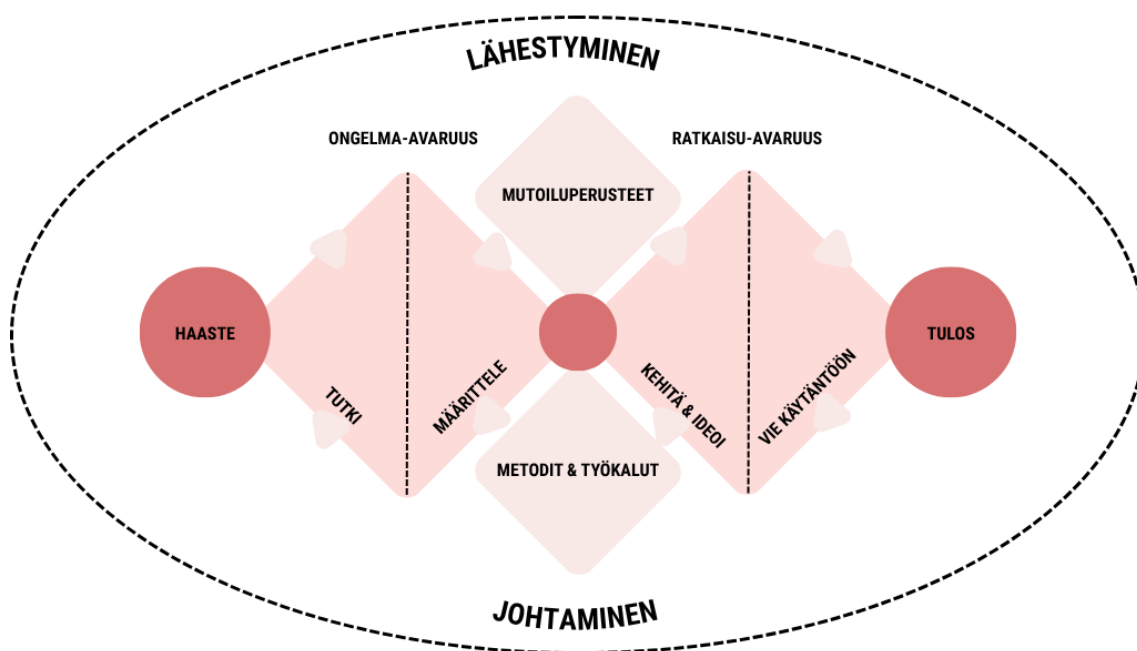 LÄHESTYMINEN
ONGELMA-AVARUUS
RATKAISU-AVARUUS
MUTOILUPERUSTEET
HAASTE
TULOS
TUTKI
MÄÄRITTELE
KEHITÄ & IDEOI
VIE KÄYTÄNTÖÖN
METODIT & TYÖKALUT
JOHTAMINEN